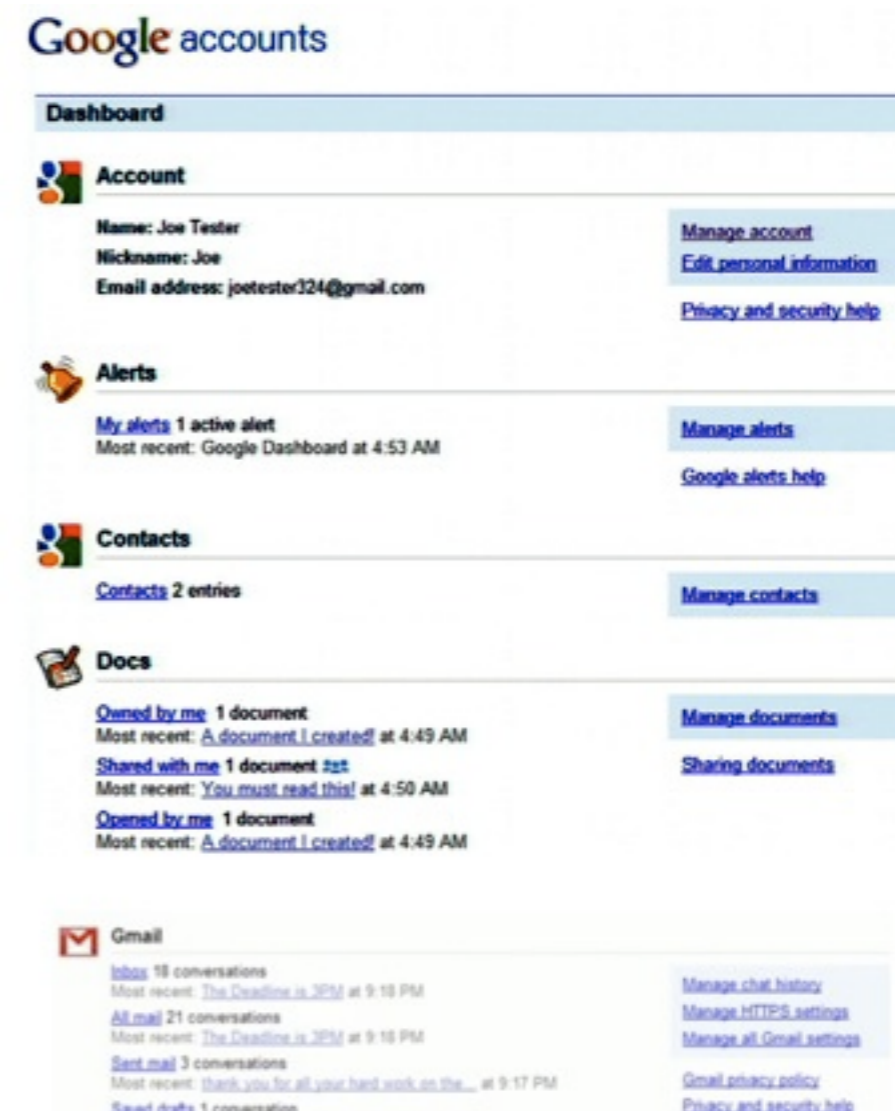 Google accounts
Dashboard
Account
Name: Joe Tester
Nickname: Joe
Email address: joetester324@gmail.com
Manage account
Edit personal information
Privacy and security help
Alerts
My alerts 1 active alert
Most recent: Google Dashboard at 4:53 AM
Manage alerts
Google alerts help
Contacts
Contacts 2 entries
Manage contacts
Docs
Owned by me 1 document
Most recent: A document I created! at 4:49 AM
Shared with me 1 document
Most recent: You must read this! at 4:50 AM
Opened by me 1 document
Most recent: A document I created! at 4:49 AM
Manage documents
Sharing documents
Gmail
Inbox 18 conversations
Most recent: The Deadline is 3PM at 9:18 PM
All mail 21 conversations
Most recent: The Deadline is 3PM at 9:18 PM
Sent mail 3 conversations
Most recent: thank you for all your hard work on the... at 9:17 PM
Saved drafts 1 conversation
Manage chat history
Manage HTTPS settings
Manage all Gmail settings
Gmail privacy policy
Privacy and security help